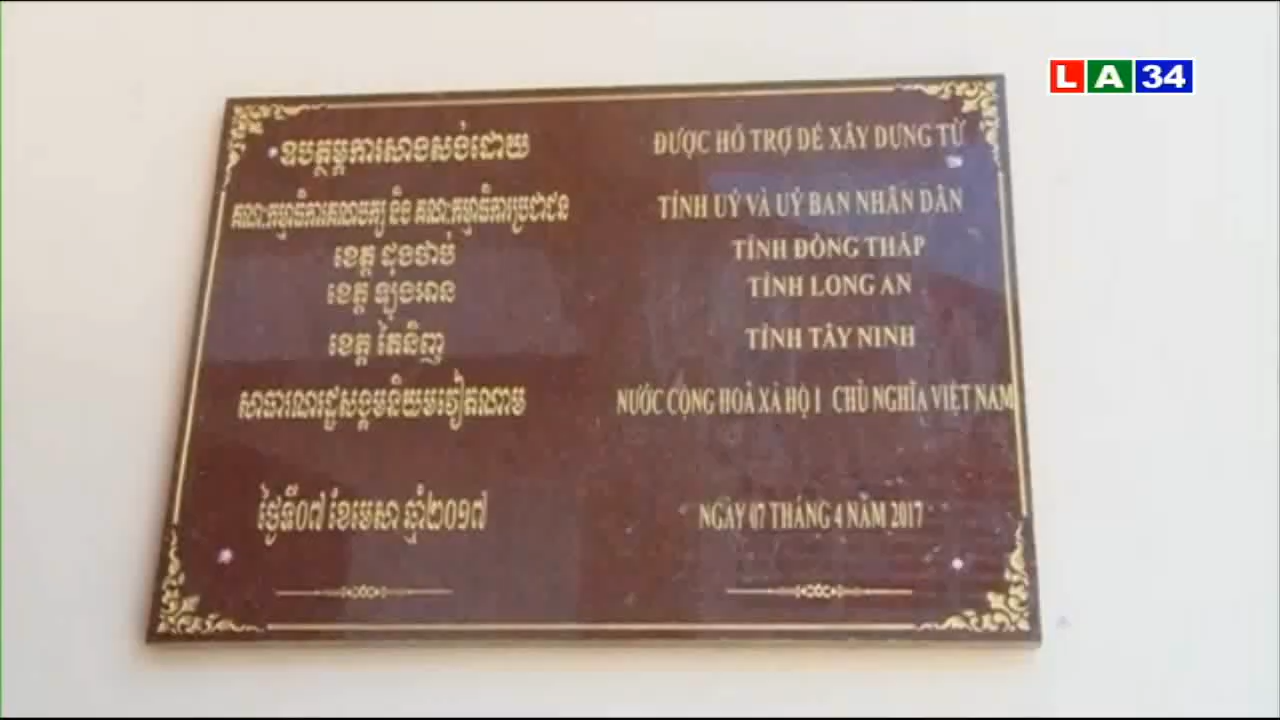 LA34
ឧបត្ថម្ភការសាងសង់ដោយ
គណៈកម្មាធិការគណបក្ស និង គណៈកម្មាធិការប្រជាជន
ខេត្ត ដុងថាប់
ខេត្ត ឡុងអាន
ខេត្ត តៃនិញ
សាធារណរដ្ឋសង្គមនិយមវៀតណាម
ថ្ងៃទី០៧ ខែមេសា ឆ្នាំ២០១៧
ĐƯỢC HỖ TRỢ ĐỂ XÂY DỰNG TỪ
TỈNH UỶ VÀ UỶ BAN NHÂN DÂN
TỈNH ĐỒNG THÁP
TỈNH LONG AN
TỈNH TÂY NINH
NƯỚC CỘNG HOÀ XÃ HỘ I CHỦ NGHĨA VIỆT NAM
NGÀY 07 THÁNG 4 NĂM 2017